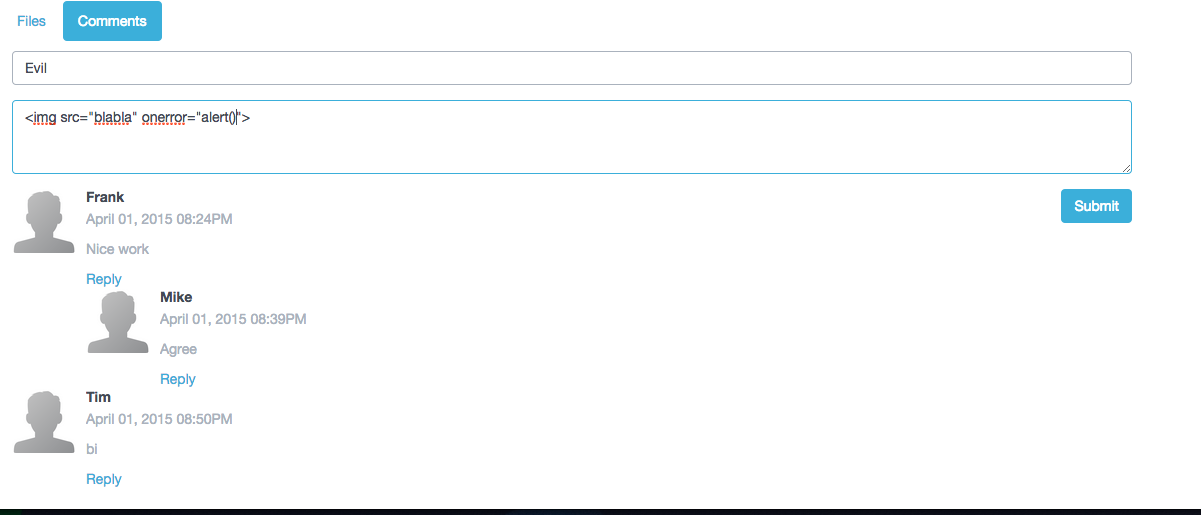 Files Comments
Evil
<img src="blabla" onerror="alert()">
Frank
April 01, 2015 08:24PM
Submit
Nice work
Reply
Mike
April 01, 2015 08:39PM
Agree
Reply
Tim
April 01, 2015 08:50PM
bi
Reply